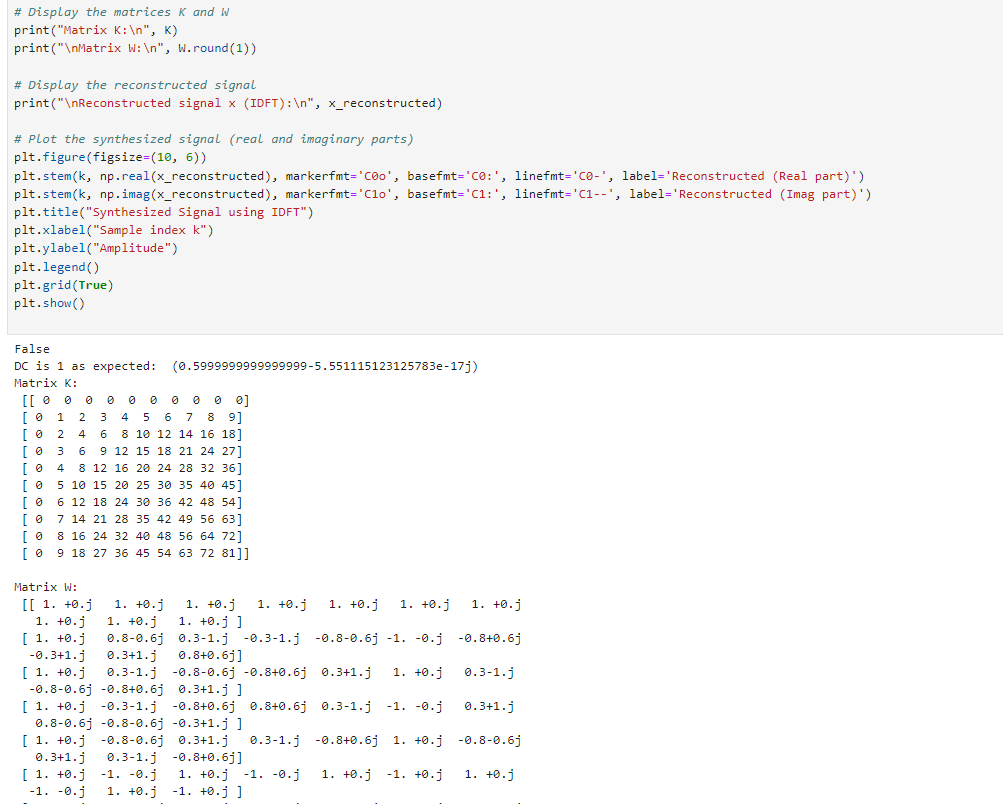 # Display the matrices K and W
print("Matrix K:\n", K)
print("\nMatrix W:\n", W.round(1))
# Display the reconstructed signal
print("\nReconstructed signal x (IDFT):\n", x_reconstructed)
# Plot the synthesized signal (real and imaginary parts)
plt.figure(figsize=(10, 6))
plt.stem(k, np.real(x_reconstructed), markerfmt='C0o', basefmt='C0:', linefmt='C0-', label='Reconstructed (Real part)')
plt.stem(k, np.imag(x_reconstructed), markerfmt='C1o', basefmt='C1:', linefmt='C1--', label='Reconstructed (Imag part)')
plt.title("Synthesized Signal using IDFT")
plt.xlabel("Sample index k")
plt.ylabel("Amplitude")
plt.legend()
plt.grid(True)
plt.show()
False
DC is 1 as expected:  (0.5999999999999999-5.551115123125783e-17j)
Matrix K:
[[ 0  0  0  0  0  0  0  0  0  0]
[ 0  1  2  3  4  5  6  7  8  9]
[ 0  2  4  6  8 10 12 14 16 18]
[ 0  3  6  9 12 15 18 21 24 27]
[ 0  4  8 12 16 20 24 28 32 36]
[ 0  5 10 15 20 25 30 35 40 45]
[ 0  6 12 18 24 30 36 42 48 54]
[ 0  7 14 21 28 35 42 49 56 63]
[ 0  8 16 24 32 40 48 56 64 72]
[ 0  9 18 27 36 45 54 63 72 81]]
Matrix W:
[[ 1. +0.j   1. +0.j   1. +0.j   1. +0.j   1. +0.j   1. +0.j   1. +0.j
1. +0.j   1. +0.j   1. +0.j ]
[ 1. +0.j   0.8-0.6j  0.3-1.j  -0.3-1.j  -0.8-0.6j -1. -0.j  -0.8+0.6j
-0.3+1.j   0.3+1.j   0.8+0.6j]
[ 1. +0.j   0.3-1.j  -0.8-0.6j -0.8+0.6j  0.3+1.j   1. +0.j   0.3-1.j
-0.8-0.6j -0.8+0.6j  0.3+1.j ]
[ 1. +0.j  -0.3-1.j  -0.8+0.6j  0.8+0.6j  0.3-1.j  -1. -0.j   0.3+1.j
0.8-0.6j -0.8-0.6j -0.3+1.j ]
[ 1. +0.j  -0.8-0.6j  0.3+1.j   0.3-1.j  -0.8+0.6j  1. +0.j  -0.8-0.6j
0.3+1.j   0.3-1.j  -0.8+0.6j]
[ 1. +0.j  -1. -0.j   1. +0.j  -1. -0.j   1. +0.j  -1. +0.j   1. +0.j
-1. -0.j   1. +0.j  -1. +0.j ]